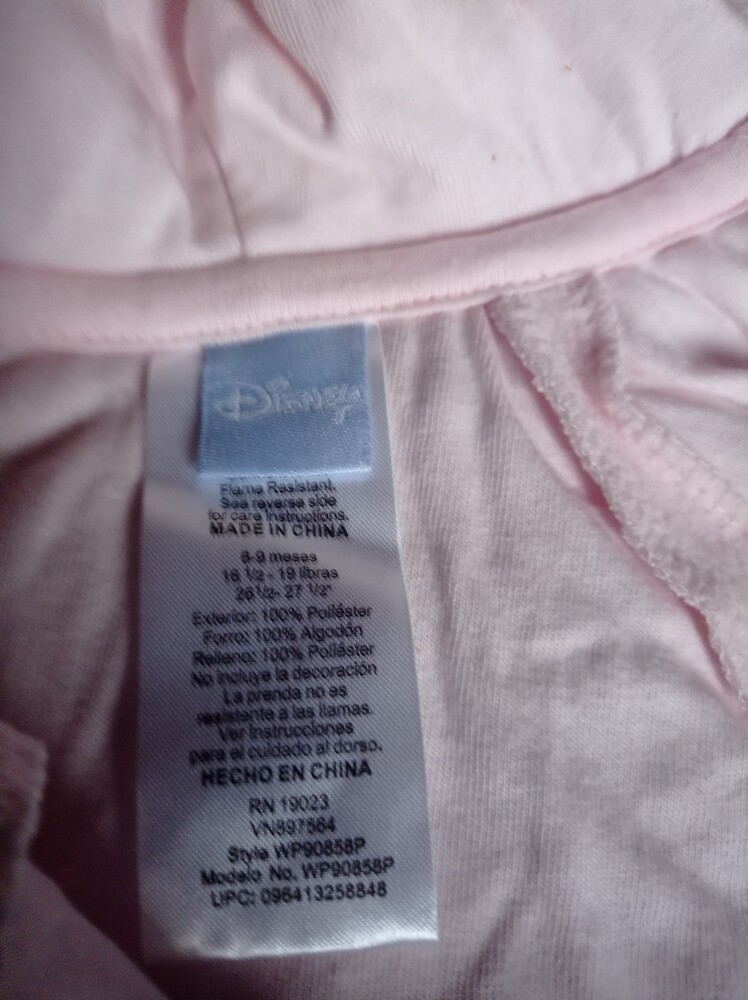 DISNEY
Flame Resistant.
See reverse side
for care instructions.
MADE IN CHINA
6-9 meses
16 1/2 - 19 libras
26 1/2- 27 1/2"
Exterior: 100% Poliéster
Forro: 100% Algodón
Relleno: 100% Poliéster
No incluye la decoración
La prenda no es
resistente a las llamas.
Ver instrucciones
para el cuidado al dorso.
HECHO EN CHINA
RN 19023
VN897564
Style WP90858P
Modelo No. WP90858P
UPC: 096413258848